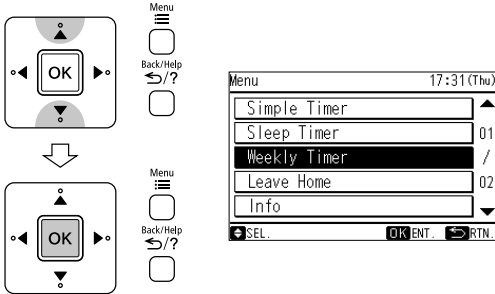 Menu
Back/Help
/?
OK
Menu
Back/Help
/?
OK
Menu 17:31(Thu)
Simple Timer
Sleep Timer 01
Weekly Timer /
Leave Home 02
Info
SEL. OK ENT. RTN.